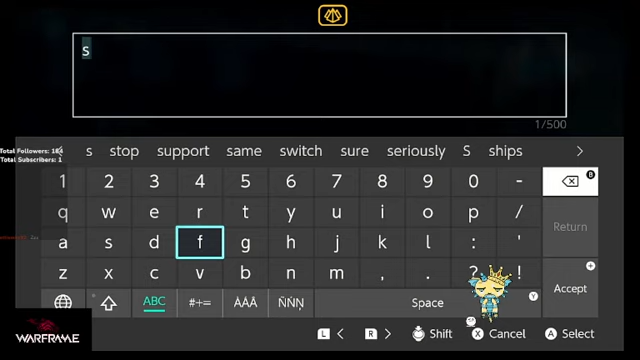 s
1/500
Total Followers: 184
Total Subscribers: 1
s stop support same switch sure seriously S ships
1 2 3 4 5 6 7 8 9 0 - B
q w e r t y u i o p / Return
a s d f g h j k l : '
z x c v b n m , . ? ! + Accept
ABC #+= ÀÀÀ ÑÑŅ Space Y
L < R > Shift X Cancel A Select
WARFRAME